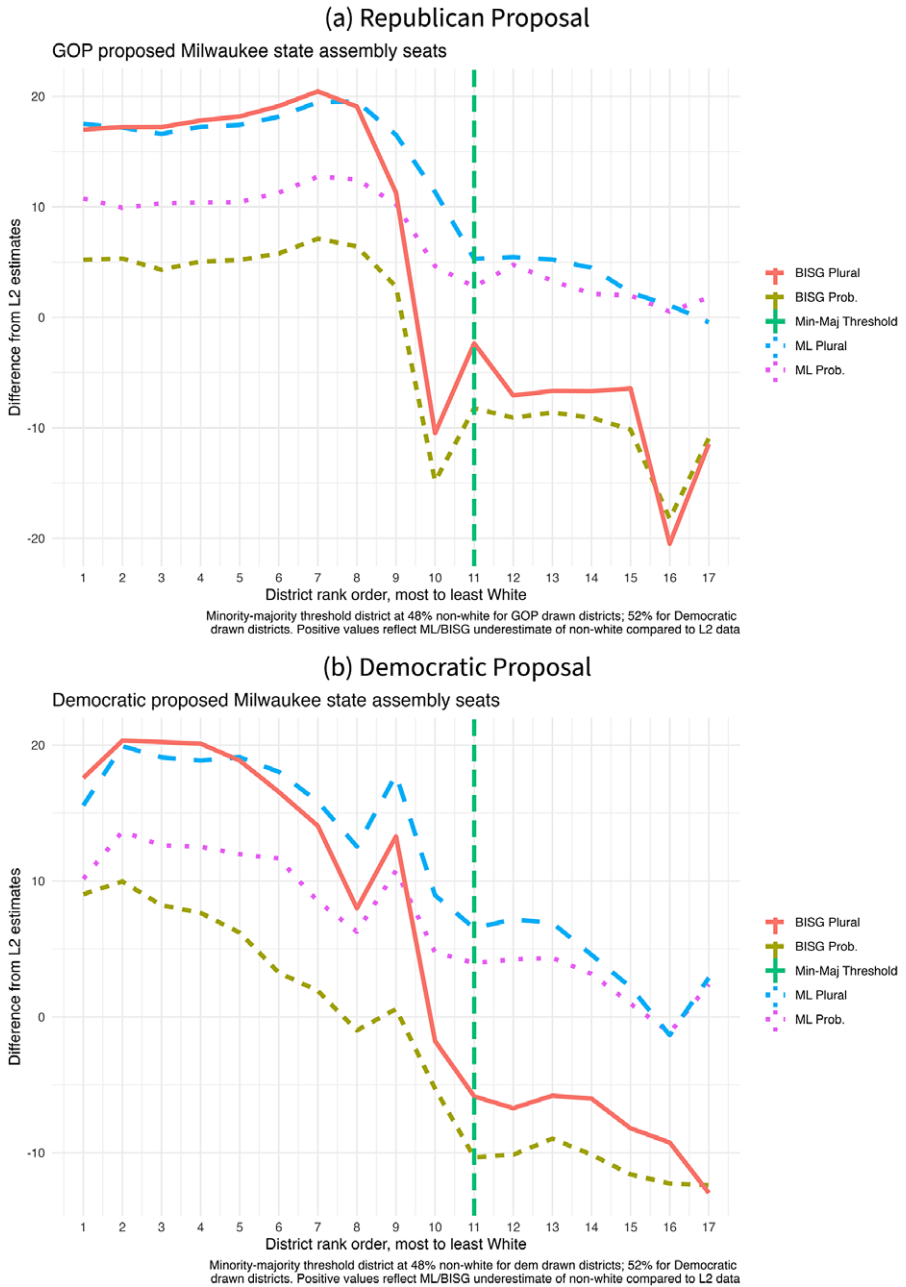 (a) Republican Proposal
GOP proposed Milwaukee state assembly seats
Difference from L2 estimates
20
10
0
-10
-20
1 2 3 4 5 6 7 8 9 10 11 12 13 14 15 16 17
District rank order, most to least White
Minority-majority threshold district at 48% non-white for GOP drawn districts; 52% for Democratic
drawn districts. Positive values reflect ML/BISG underestimate of non-white compared to L2 data
BISG Plural
BISG Prob.
Min-Maj Threshold
ML Plural
ML Prob.
(b) Democratic Proposal
Democratic proposed Milwaukee state assembly seats
Difference from L2 estimates
20
10
0
-10
1 2 3 4 5 6 7 8 9 10 11 12 13 14 15 16 17
District rank order, most to least White
Minority-majority threshold district at 48% non-white for dem drawn districts; 52% for Democratic
drawn districts. Positive values reflect ML/BISG underestimate of non-white compared to L2 data
BISG Plural
BISG Prob.
Min-Maj Threshold
ML Plural
ML Prob.